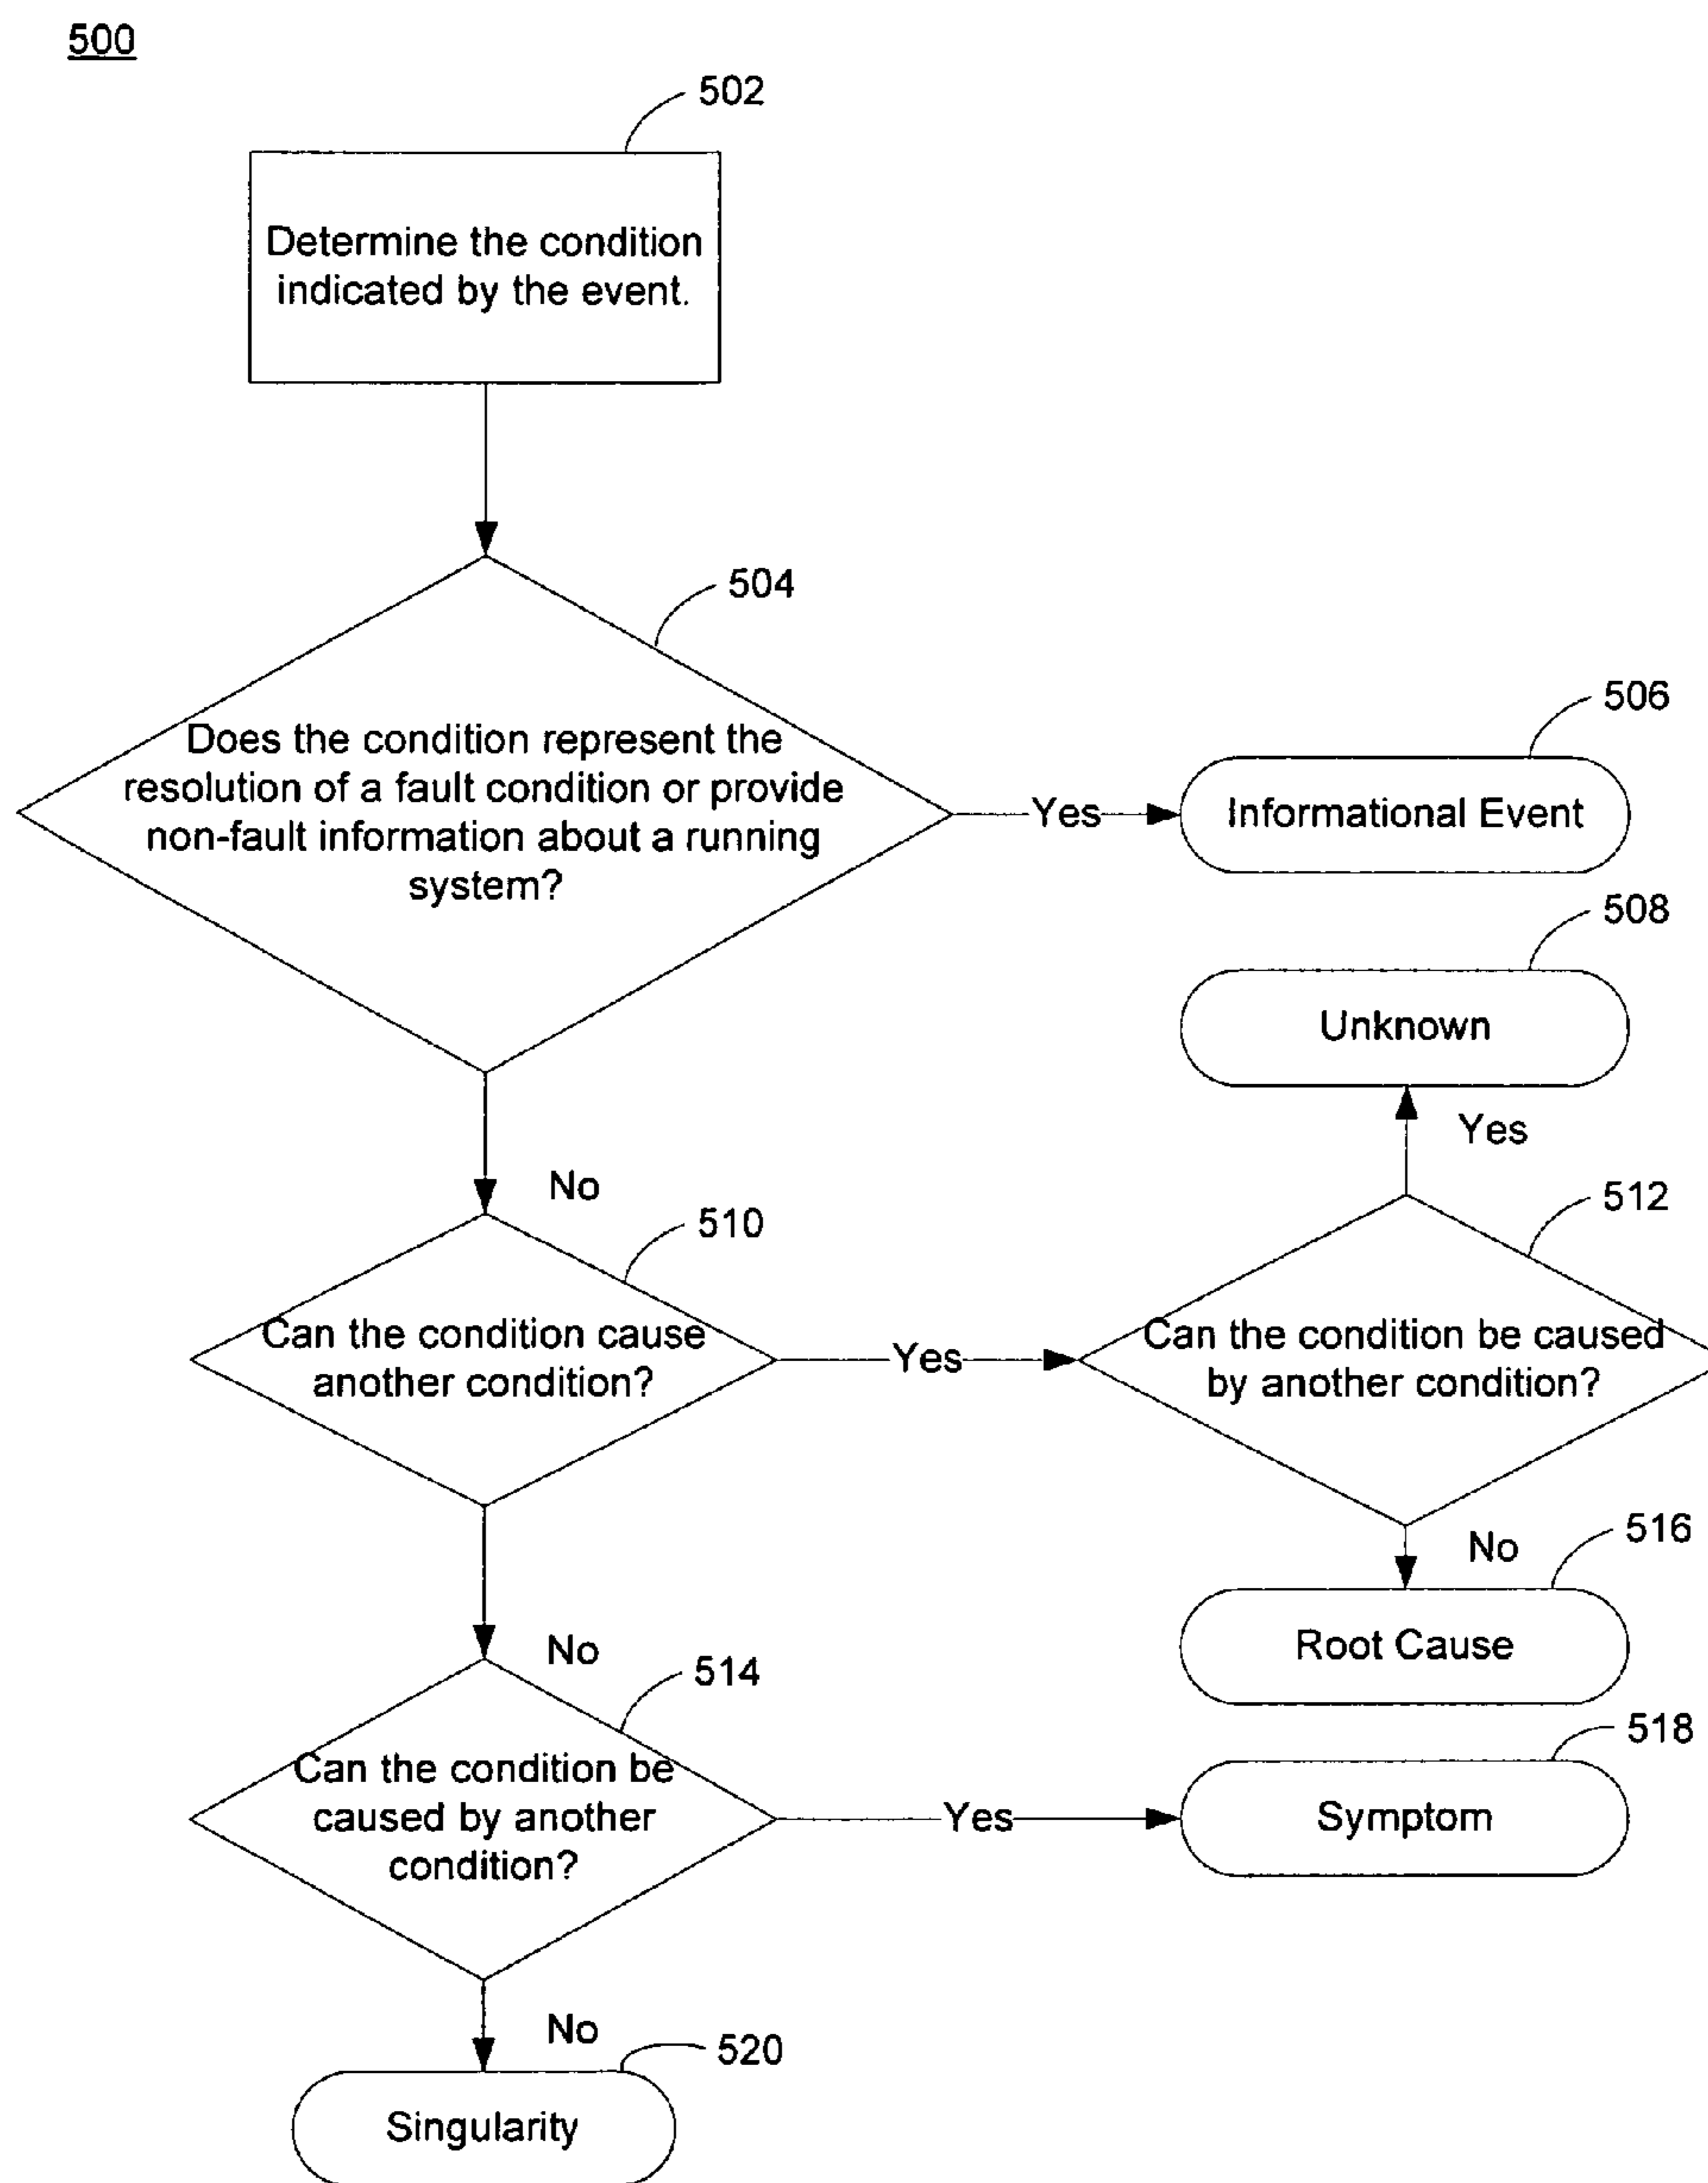 500
502
Determine the condition
indicated by the event.
504
Does the condition represent the
resolution of a fault condition or provide
non-fault information about a running
system?
Yes
506
Informational Event
508
Unknown
Yes
No
510
Can the condition cause
another condition?
Yes
512
Can the condition be caused
by another condition?
No
516
Root Cause
No
514
Can the condition be
caused by another
condition?
Yes
518
Symptom
No
520
Singularity